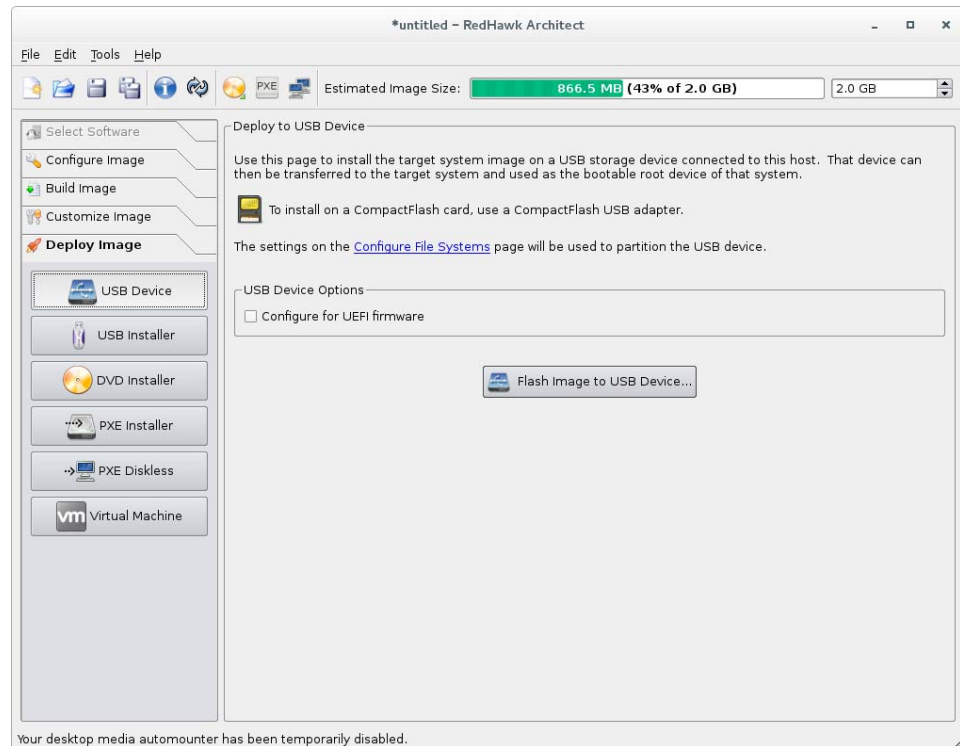 *untitled – RedHawk Architect
File Edit Tools Help
PXE
Estimated Image Size:
866.5 MB (43% of 2.0 GB)
2.0 GB
Select Software
Configure Image
Build Image
Customize Image
Deploy Image
USB Device
USB Installer
DVD Installer
PXE Installer
PXE Diskless
vm Virtual Machine
Deploy to USB Device
Use this page to install the target system image on a USB storage device connected to this host. That device can
then be transferred to the target system and used as the bootable root device of that system.
To install on a CompactFlash card, use a CompactFlash USB adapter.
The settings on the Configure File Systems page will be used to partition the USB device.
USB Device Options
Configure for UEFI firmware
Flash Image to USB Device...
Your desktop media automounter has been temporarily disabled.